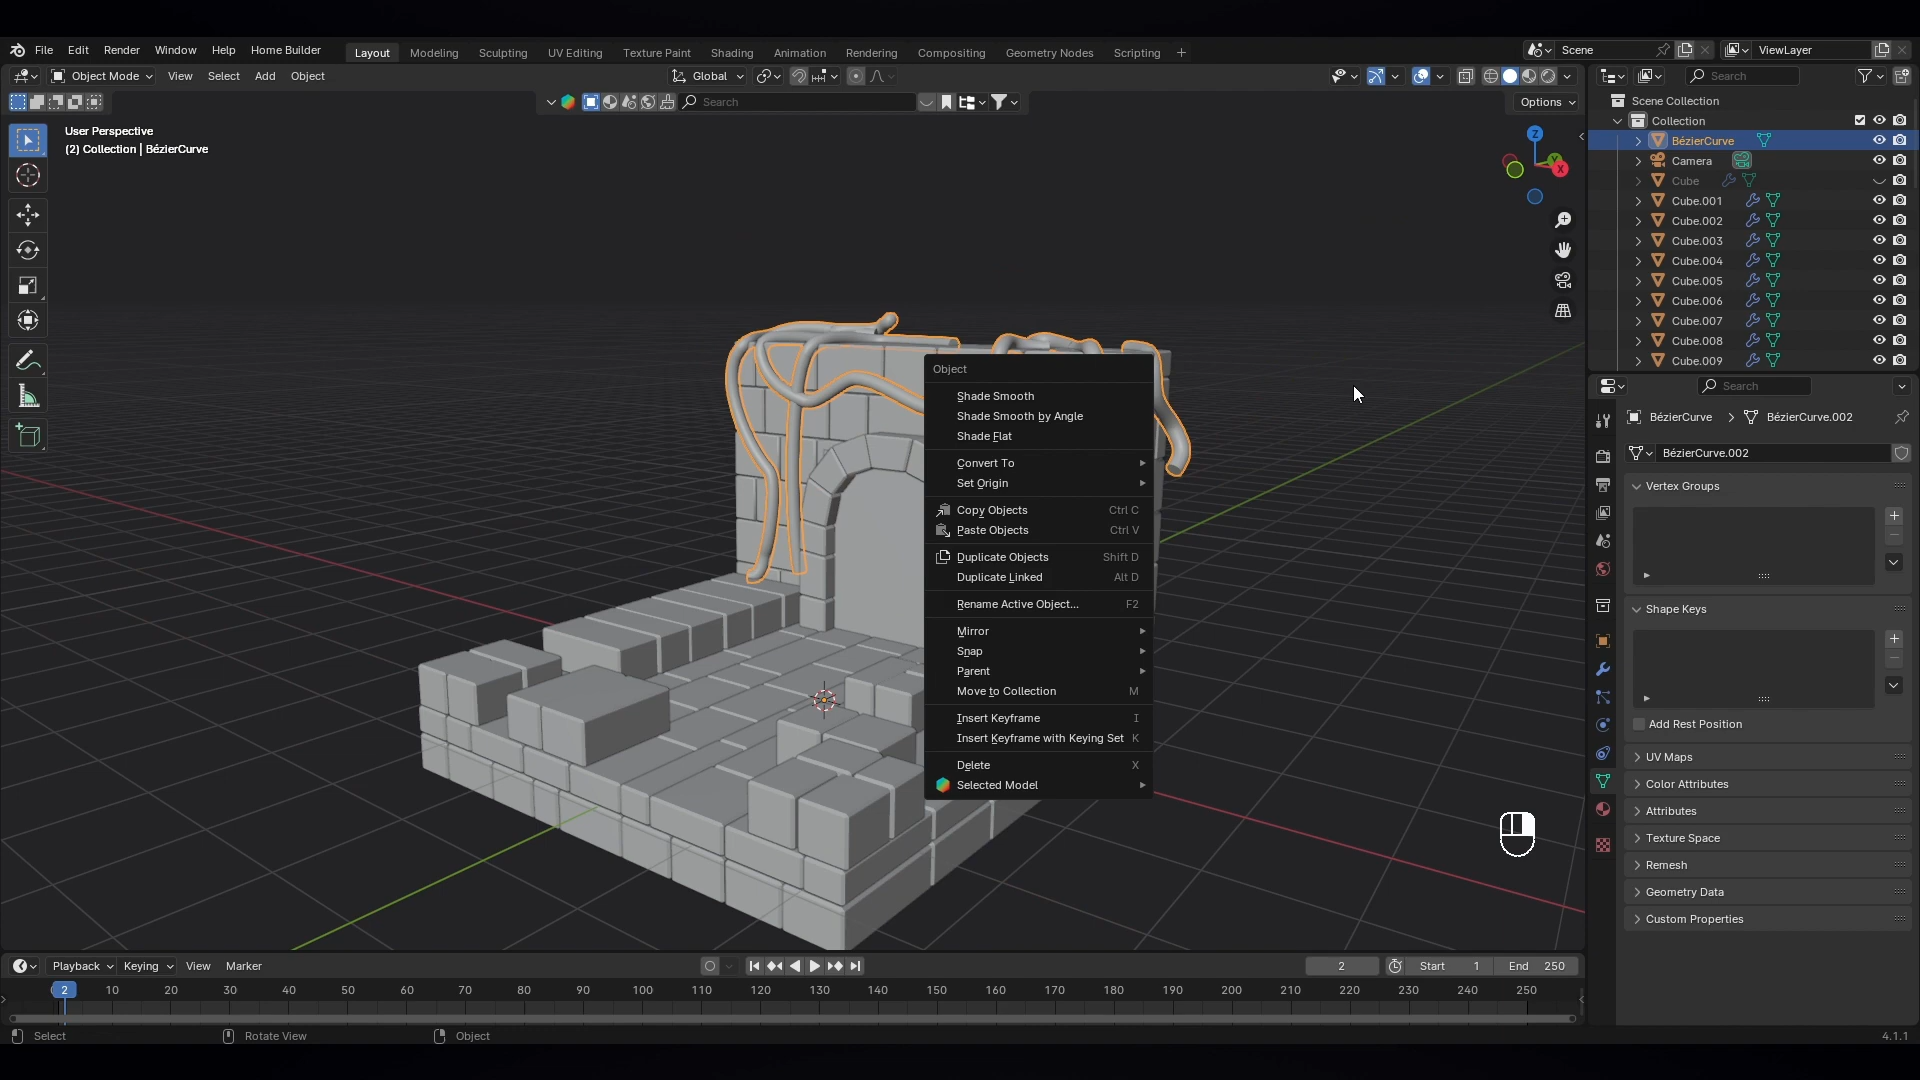 File Edit Render Window Help Home Builder Layout Modeling Sculpting UV Editing Texture Paint Shading Animation Rendering Compositing Geometry Nodes Scripting + Scene ViewLayer
Object Mode View Select Add Object Global Search
Search Options
User Perspective
(2) Collection | BézierCurve
Z
Y
X
Scene Collection
Collection
BézierCurve
Camera
Cube
Cube.001
Cube.002
Cube.003
Cube.004
Cube.005
Cube.006
Cube.007
Cube.008
Cube.009
Object
Shade Smooth
Shade Smooth by Angle
Shade Flat
Convert To
Set Origin
Copy Objects Ctrl C
Paste Objects Ctrl V
Duplicate Objects Shift D
Duplicate Linked Alt D
Rename Active Object... F2
Mirror
Snap
Parent
Move to Collection M
Insert Keyframe I
Insert Keyframe with Keying Set K
Delete X
Selected Model
Search
BézierCurve BézierCurve.002
BézierCurve.002
Vertex Groups
Shape Keys
Add Rest Position
UV Maps
Color Attributes
Attributes
Texture Space
Remesh
Geometry Data
Custom Properties
Playback Keying View Marker 2 Start 1 End 250
2 10 20 30 40 50 60 70 80 90 100 110 120 130 140 150 160 170 180 190 200 210 220 230 240 250
Select Rotate View Object 4.1.1